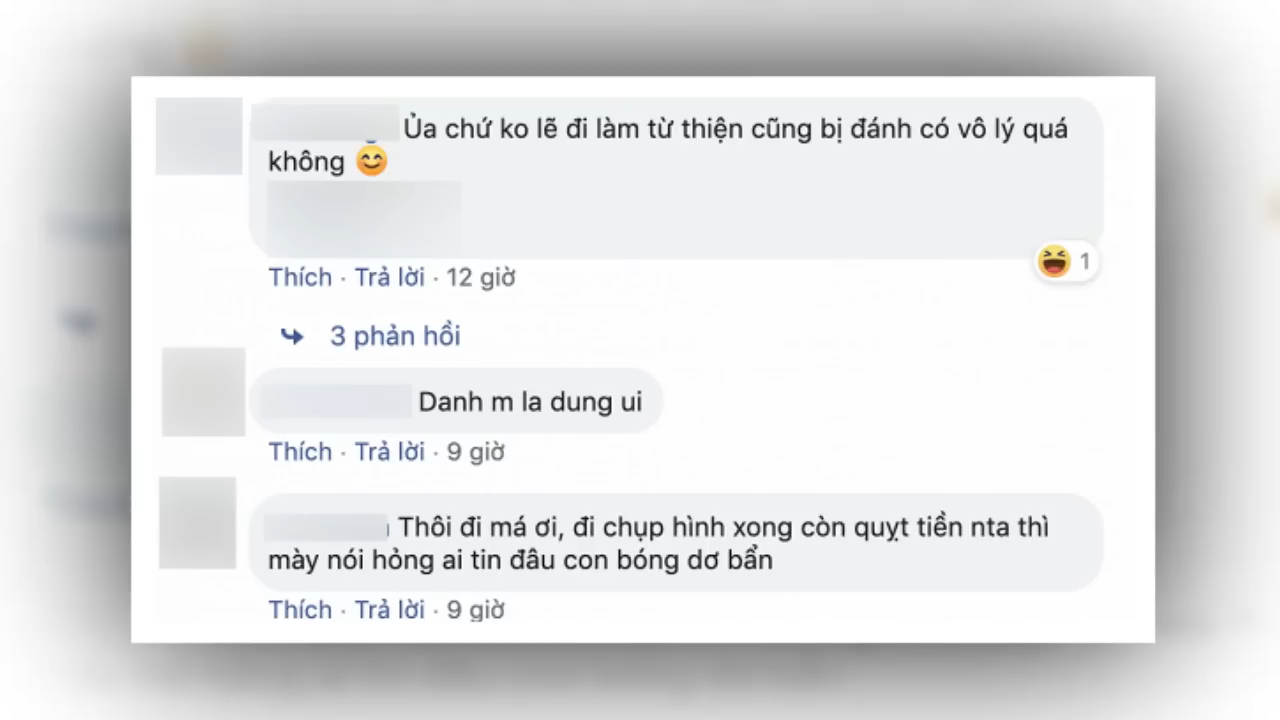 Ủa chứ ko lẽ đi làm từ thiện cũng bị đánh có vô lý quá
không 😊
1
Thích · Trả lời · 12 giờ
3 phản hồi
Danh m la dung ui
Thích · Trả lời · 9 giờ
Thôi đi má ơi, đi chụp hình xong còn quỵt tiền nta thì
mày nói hỏng ai tin đâu con bóng dơ bẩn
Thích · Trả lời · 9 giờ